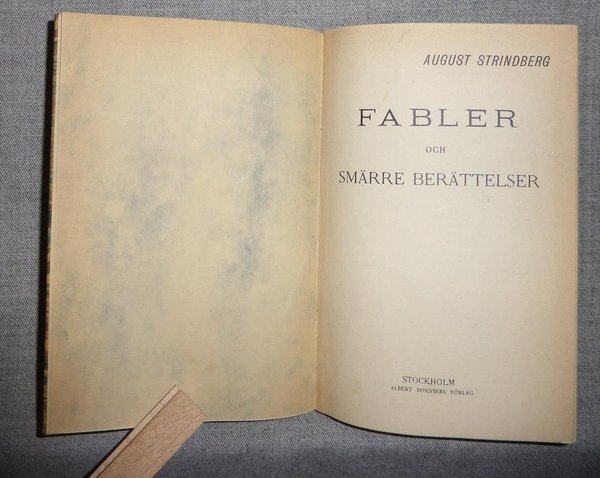 AUGUST STRINDBERG
FABLER
OCH
SMÄRRE BERÄTTELSER
STOCKHOLM
ALBERT BONNIERS FÖRLAG